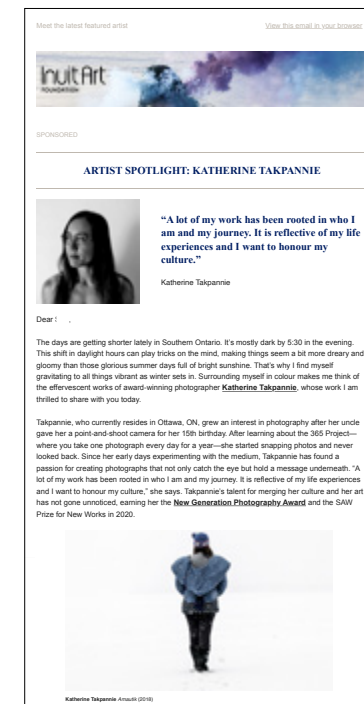 Meet the latest featured artist
View this email in your browser
Inuit Art
FOUNDATION
SPONSORED
ARTIST SPOTLIGHT: KATHERINE TAKPANNIE
“A lot of my work has been rooted in who I
am and my journey. It is reflective of my life
experiences and I want to honour my
culture.”
Katherine Takpannie
Dear
The days are getting shorter lately in Southern Ontario. It's mostly dark by 5:30 in the evening.
This shift in daylight hours can play tricks on the mind, making things seem a bit more dreary and
gloomy than those glorious summer days full of bright sunshine. That's why I find myself
gravitating to all things vibrant as winter sets in. Surrounding myself in colour makes me think of
the effervescent works of award-winning photographer Katherine Takpannie, whose work I am
thrilled to share with you today.
Takpannie, who currently resides in Ottawa, ON, grew an interest in photography after her uncle
gave her a point-and-shoot camera for her 15th birthday. After learning about the 365 Project—
where you take one photograph every day for a year—she started snapping photos and never
looked back. Since her early days experimenting with the medium, Takpannie has found a
passion for creating photographs that not only catch the eye but hold a message underneath. “A
lot of my work has been rooted in who I am and my journey. It is reflective of my life experiences
and I want to honour my culture,” she says. Takpannie's talent for merging her culture and her art
has not gone unnoticed, earning her the New Generation Photography Award and the SAW
Prize for New Works in 2020.
Katherine Takpannie Amautik (2016)